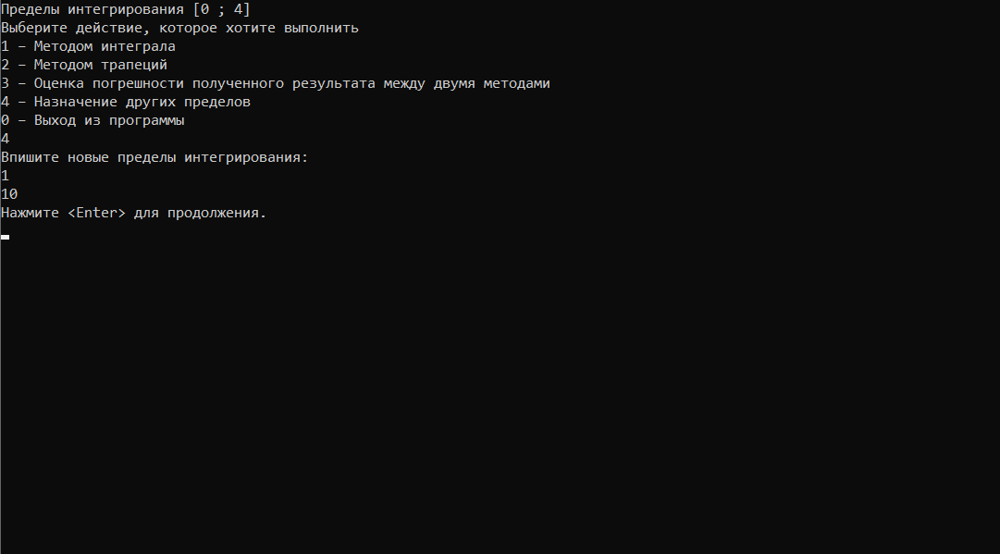 Пределы интегрирования [0 ; 4]
Выберите действие, которое хотите выполнить
1 – Методом интеграла
2 – Методом трапеций
3 – Оценка погрешности полученного результата между двумя методами
4 – Назначение других пределов
0 – Выход из программы
4
Впишите новые пределы интегрирования:
1
10
Нажмите <Enter> для продолжения.